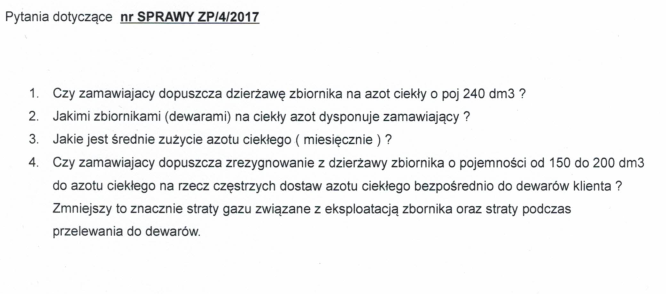 Pytania dotyczące nr SPRAWY ZP/4/2017
1. Czy zamawiajacy dopuszcza dzierżawę zbiornika na azot ciekły o poj 240 dm3 ?
2. Jakimi zbiornikami (dewarami) na ciekły azot dysponuje zamawiający ?
3. Jakie jest średnie zużycie azotu ciekłego ( miesięcznie ) ?
4. Czy zamawiajacy dopuszcza zrezygnowanie z dzierżawy zbiornika o pojemności od 150 do 200 dm3
do azotu ciekłego na rzecz częstrzych dostaw azotu ciekłego bezpośrednio do dewarów klienta ?
Zmniejszy to znacznie straty gazu związane z eksploatacją zbornika oraz straty podczas
przelewania do dewarów.